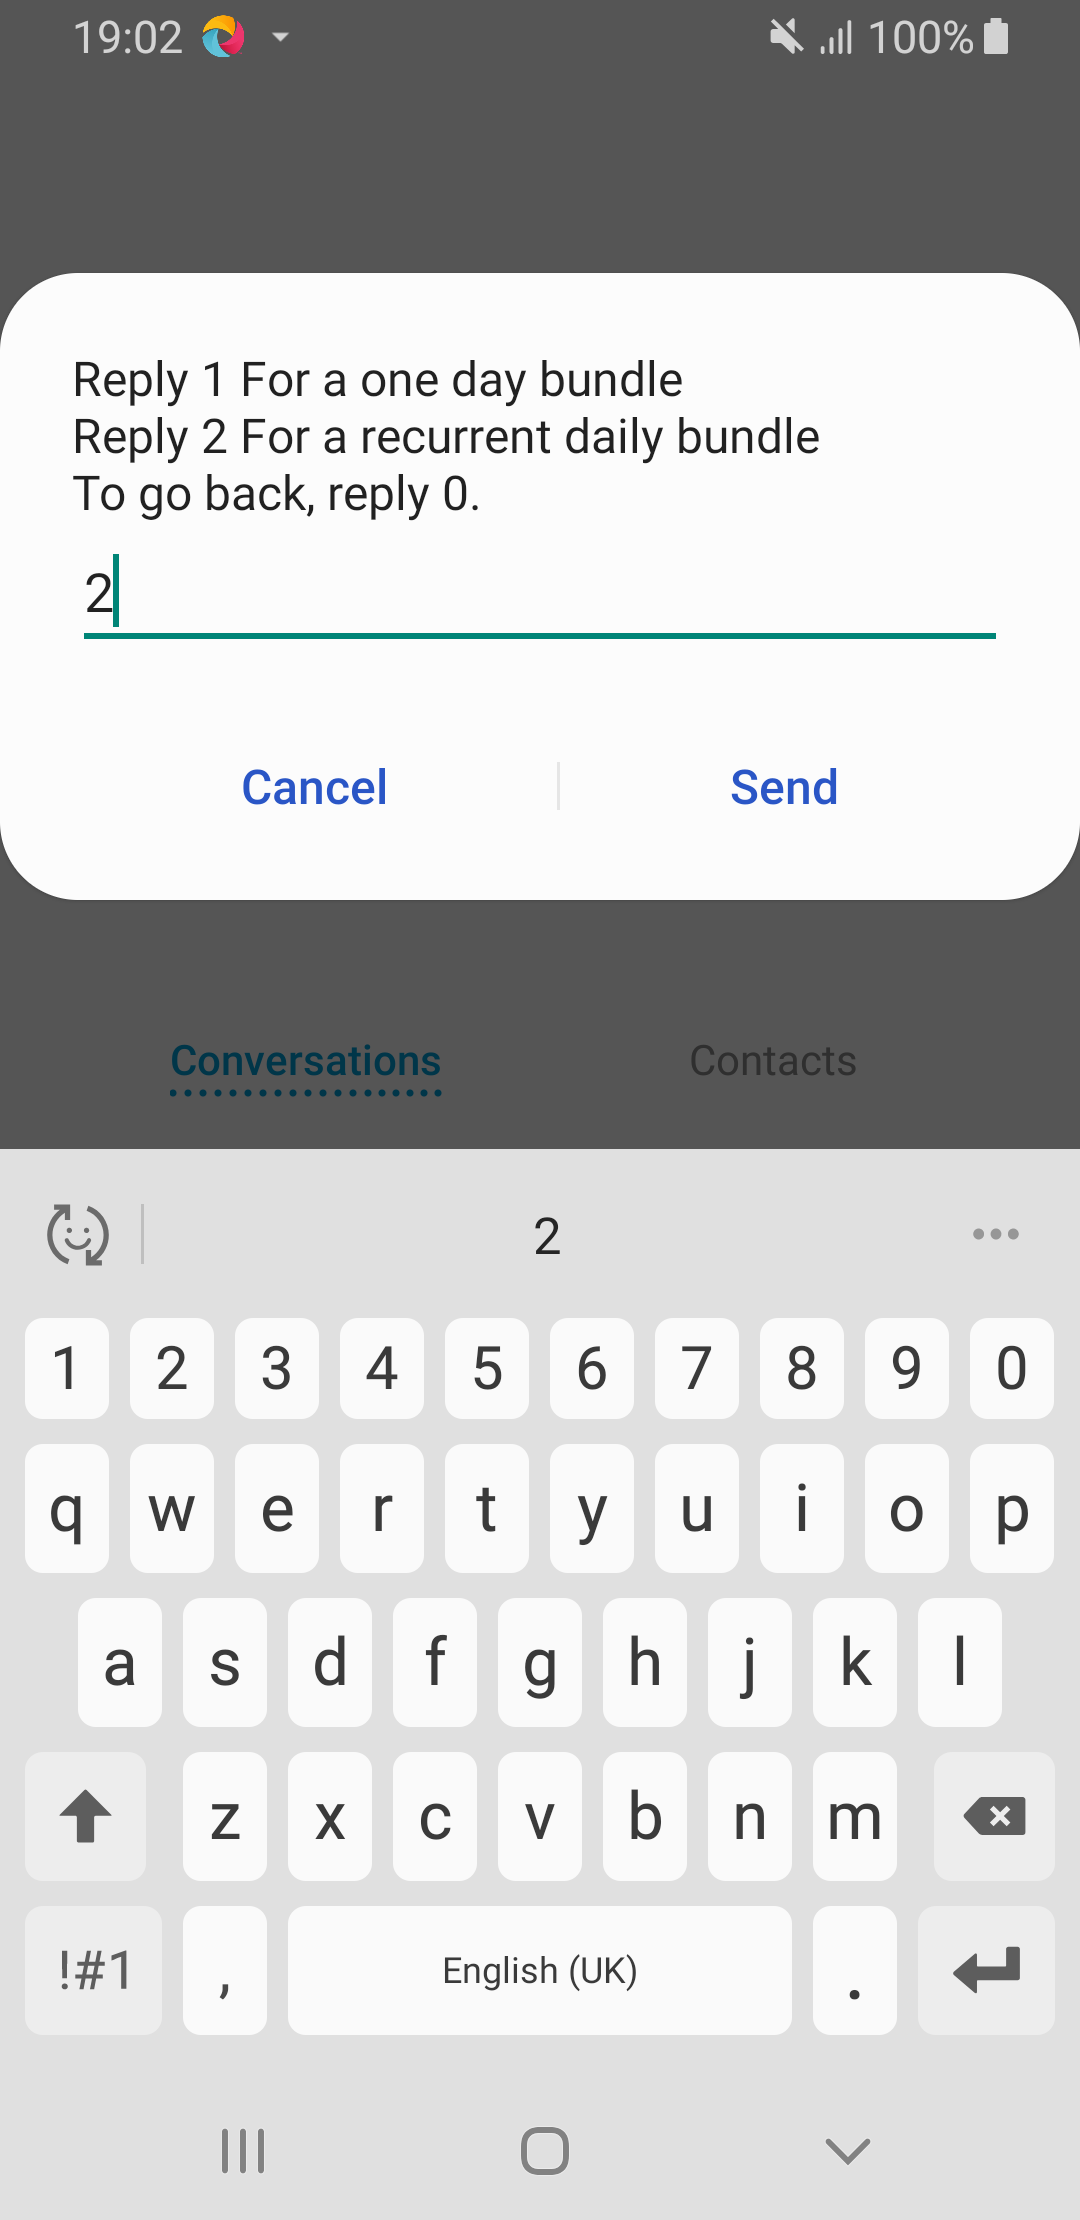 19:02
100%
Reply 1 For a one day bundle
Reply 2 For a recurrent daily bundle
To go back, reply 0.
2
Cancel
Send
Conversations
Contacts
2
1 2 3 4 5 6 7 8 9 0
q w e r t y u i o p
a s d f g h j k l
z x c v b n m
!#1 , English (UK) .